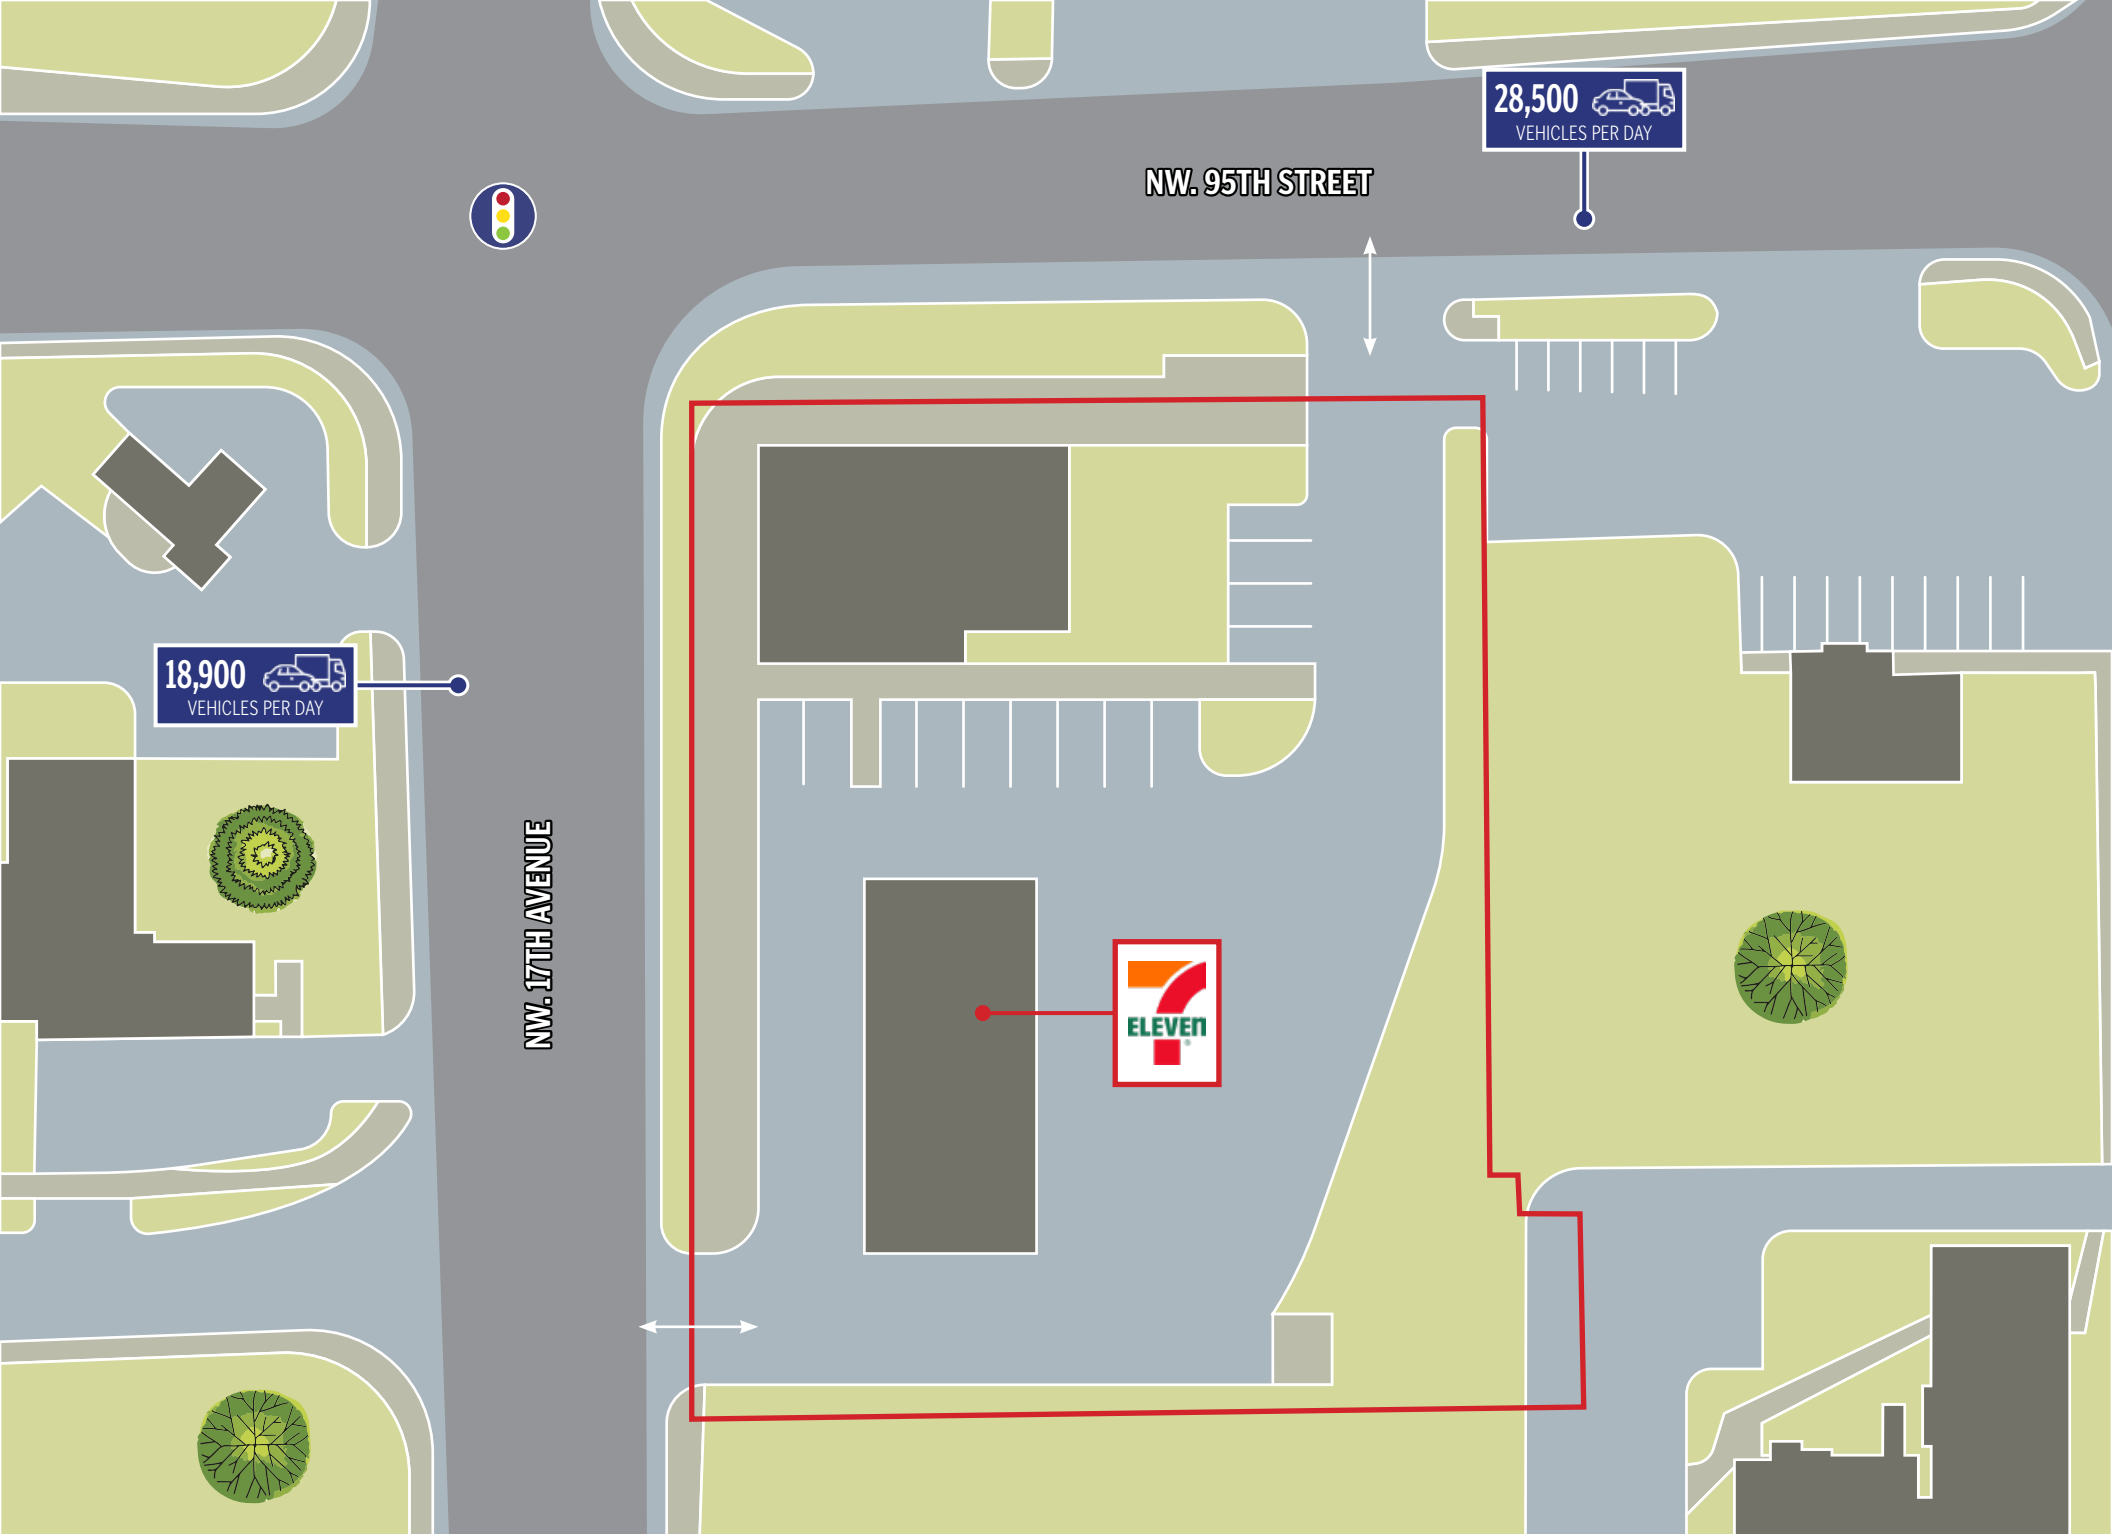 28,500
VEHICLES PER DAY
NW. 95TH STREET
18,900
VEHICLES PER DAY
NW. 17TH AVENUE
7
ELEVEn
®